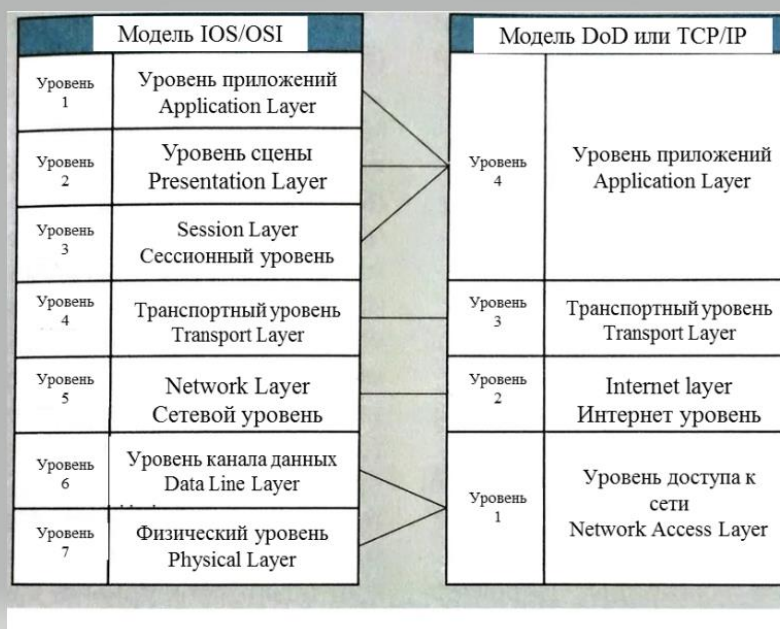 Модель IOS/OSI
Уровень
1
Уровень приложений
Application Layer
Уровень
2
Уровень сцены
Presentation Layer
Уровень
3
Session Layer
Сессионный уровень
Уровень
4
Транспортный уровень
Transport Layer
Уровень
5
Network Layer
Сетевой уровень
Уровень
6
Уровень канала данных
Data Line Layer
Уровень
7
Физический уровень
Physical Layer
Модель DoD или TCP/IP
Уровень
4
Уровень приложений
Application Layer
Уровень
3
Транспортный уровень
Transport Layer
Уровень
2
Internet layer
Интернет уровень
Уровень
1
Уровень доступа к
сети
Network Access Layer